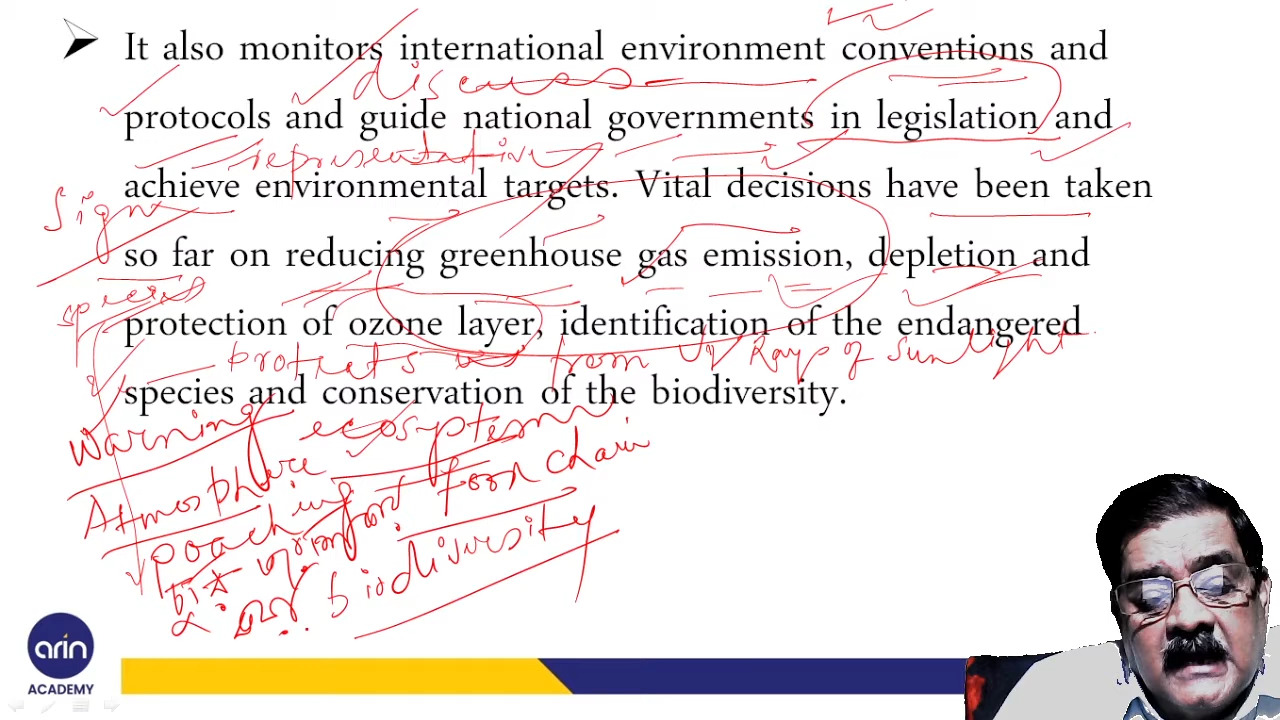 It also monitors international environment conventions and
discuss
protocols and guide national governments in legislation and
representative
achieve environmental targets. Vital decisions have been taken
Sign
so far on reducing greenhouse gas emission, depletion and
species
protection of ozone layer, identification of the endangered
protects us from UV Rays of Sunlight
species and conservation of the biodiversity.
Warning ecosystem
Atmosphere
poaching food chain
biodiversity
arin
ACADEMY